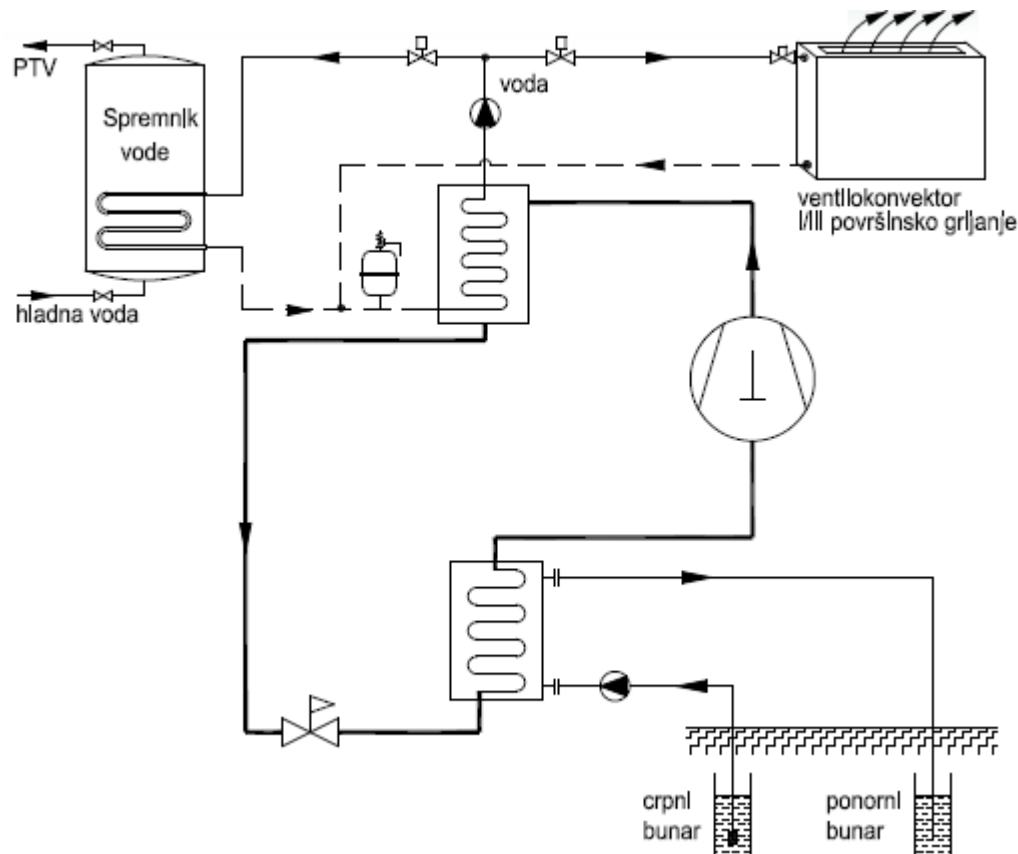 PTV
Spremnik
vode
hladna voda
voda
ventilokonvektor
i/ili površinsko grijanje
crpni
bunar
ponorni
bunar